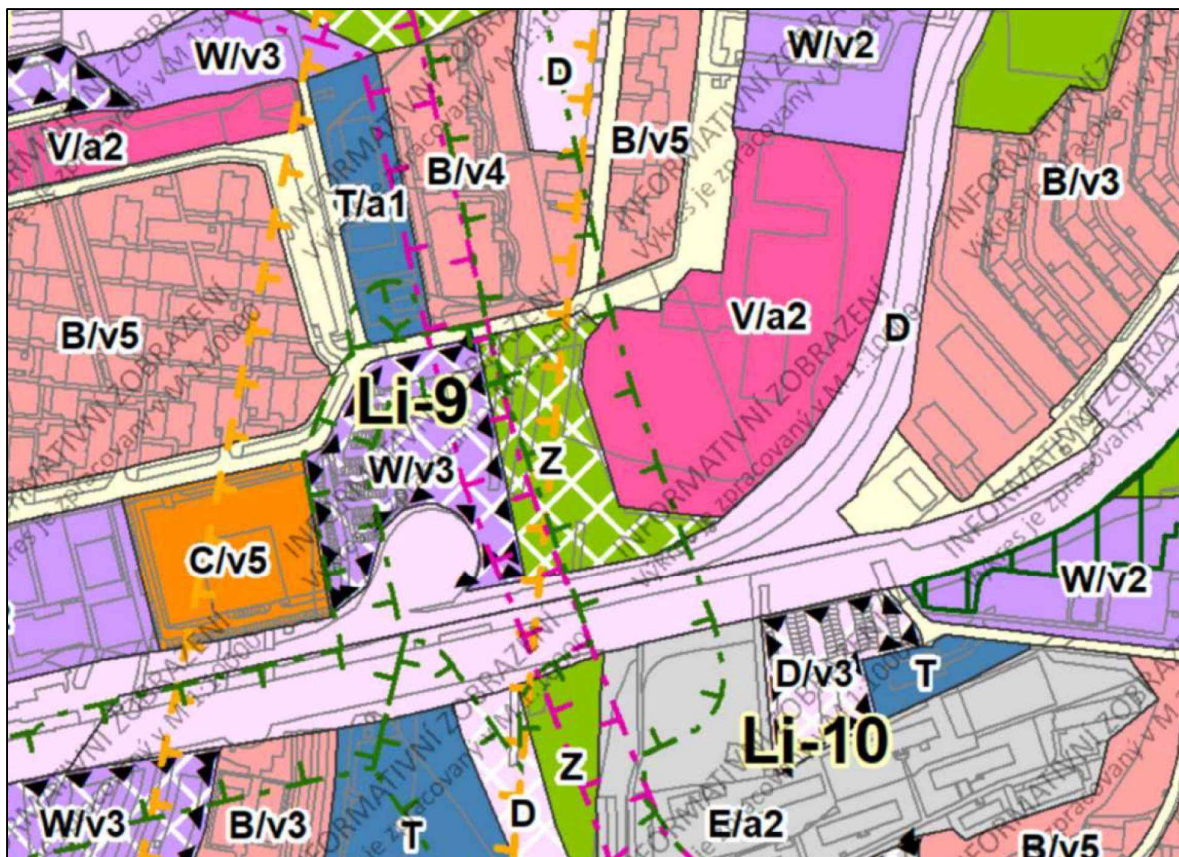 W/v3
D
W/v2
V/a2
T/a1
B/v4
B/v5
B/v3
B/v5
V/a2
D
Li-9
W/v3
Z
C/v5
W/v2
D/v3
T
Li-10
Z
W/v3
B/v3
T
D
E/a2
B/v5
INFORMATIVNÍ ZOBRAZENÍ
Výkres je zpracovaný v M 1:10000